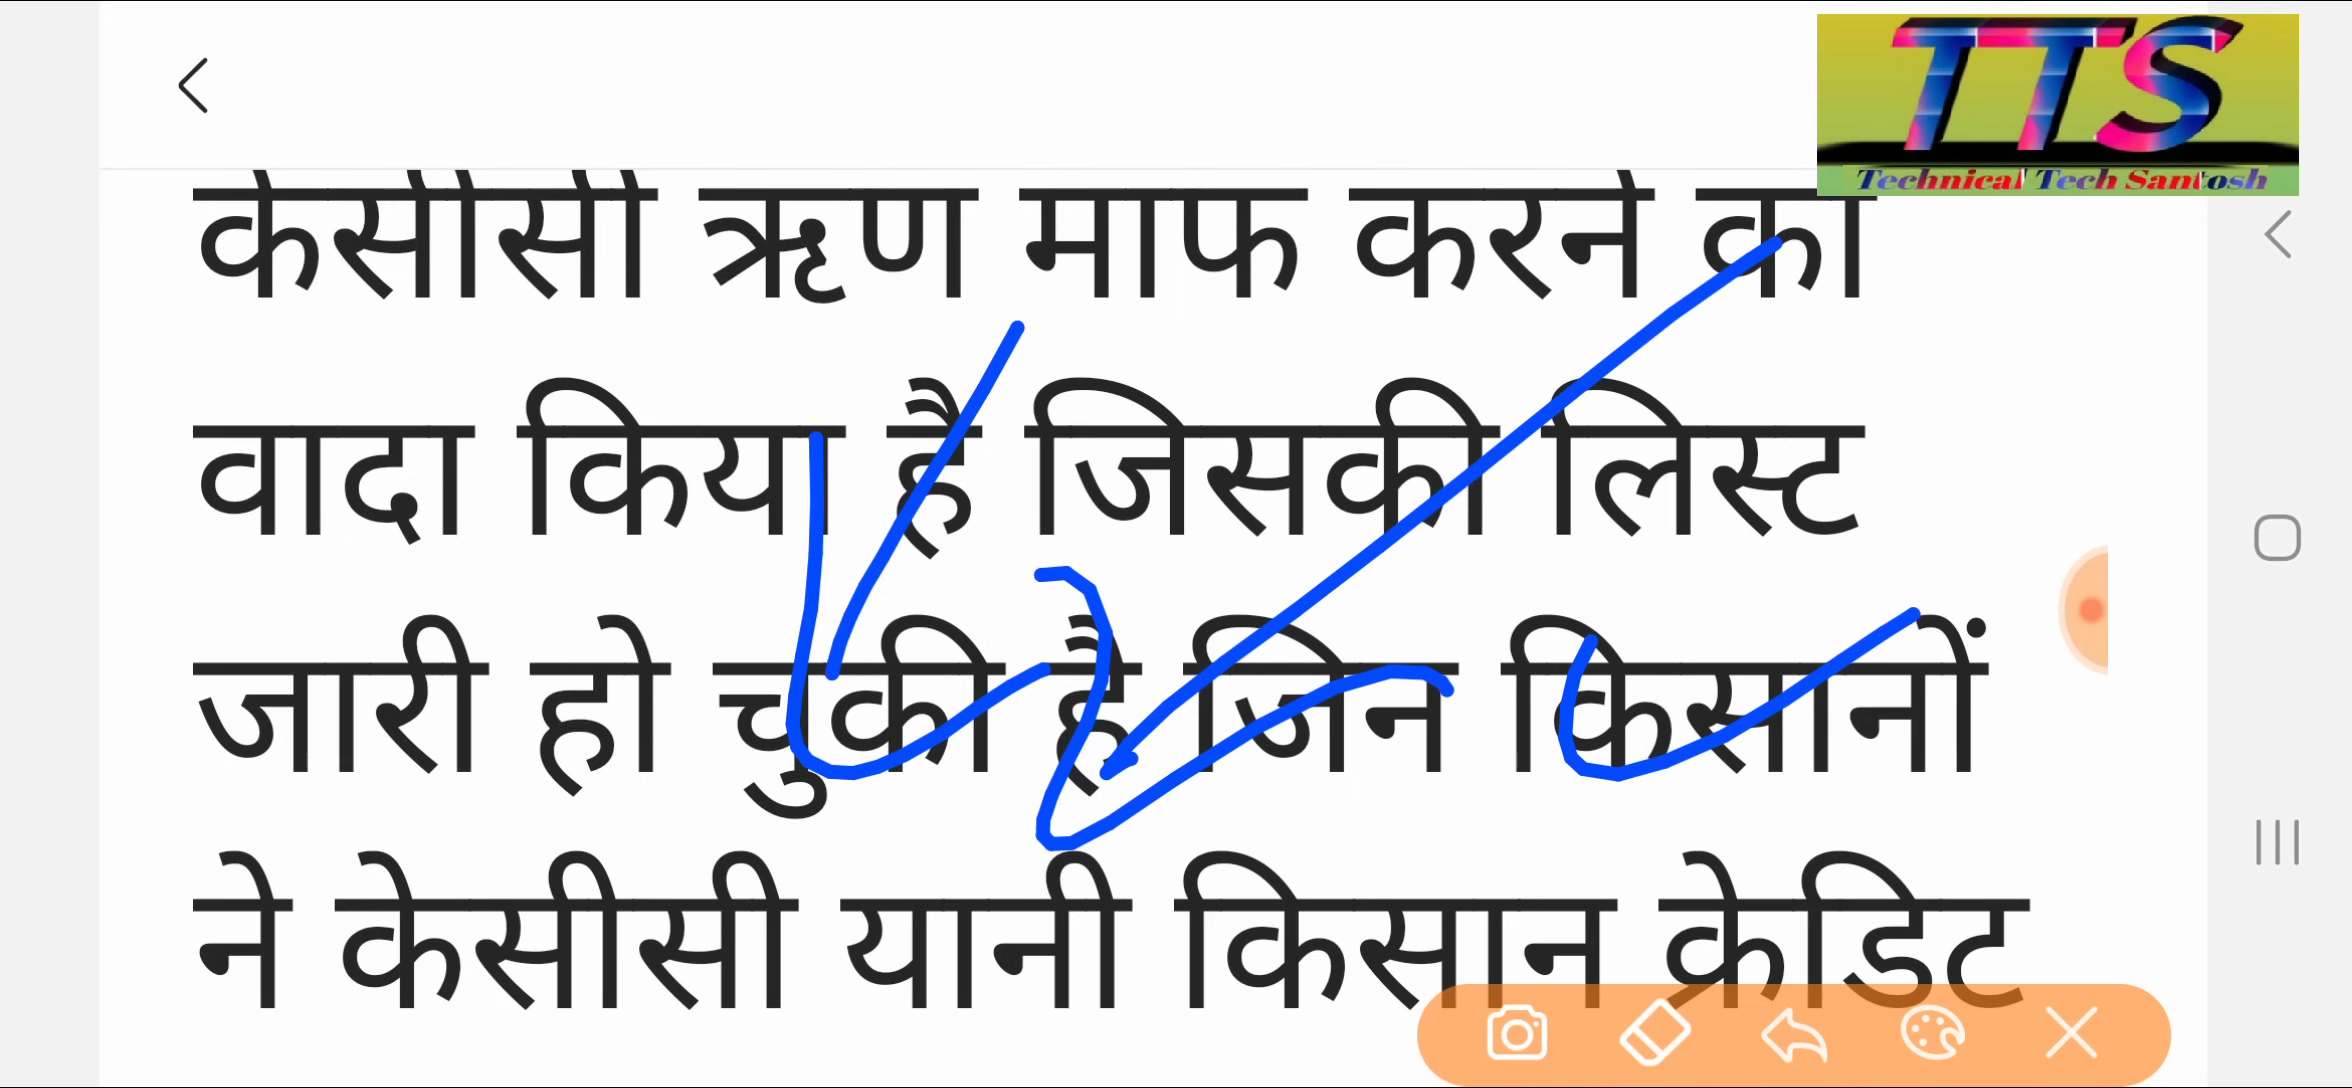 TTS
Technical Tech Santosh
केसीसी ऋण माफ करने का
वादा किया है जिसकी लिस्ट
जारी हो चुकी है जिन किसानों
ने केसीसी यानी किसान क्रेडिट